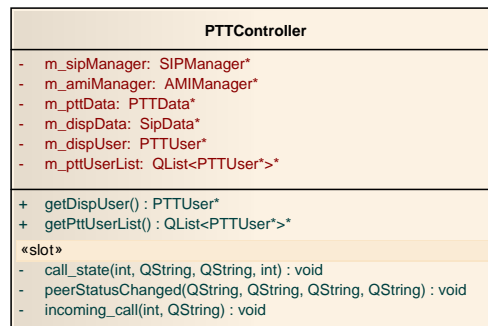 PTTController
- m_sipManager: SIPManager*
- m_amiManager: AMIManager*
- m_pttData: PTTData*
- m_dispData: SipData*
- m_dispUser: PTTUser*
- m_pttUserList: QList<PTTUser*>*
+ getDispUser() : PTTUser*
+ getPttUserList() : QList<PTTUser*>*
«slot»
- call_state(int, QString, QString, int) : void
- peerStatusChanged(QString, QString, QString, QString) : void
- incoming_call(int, QString) : void